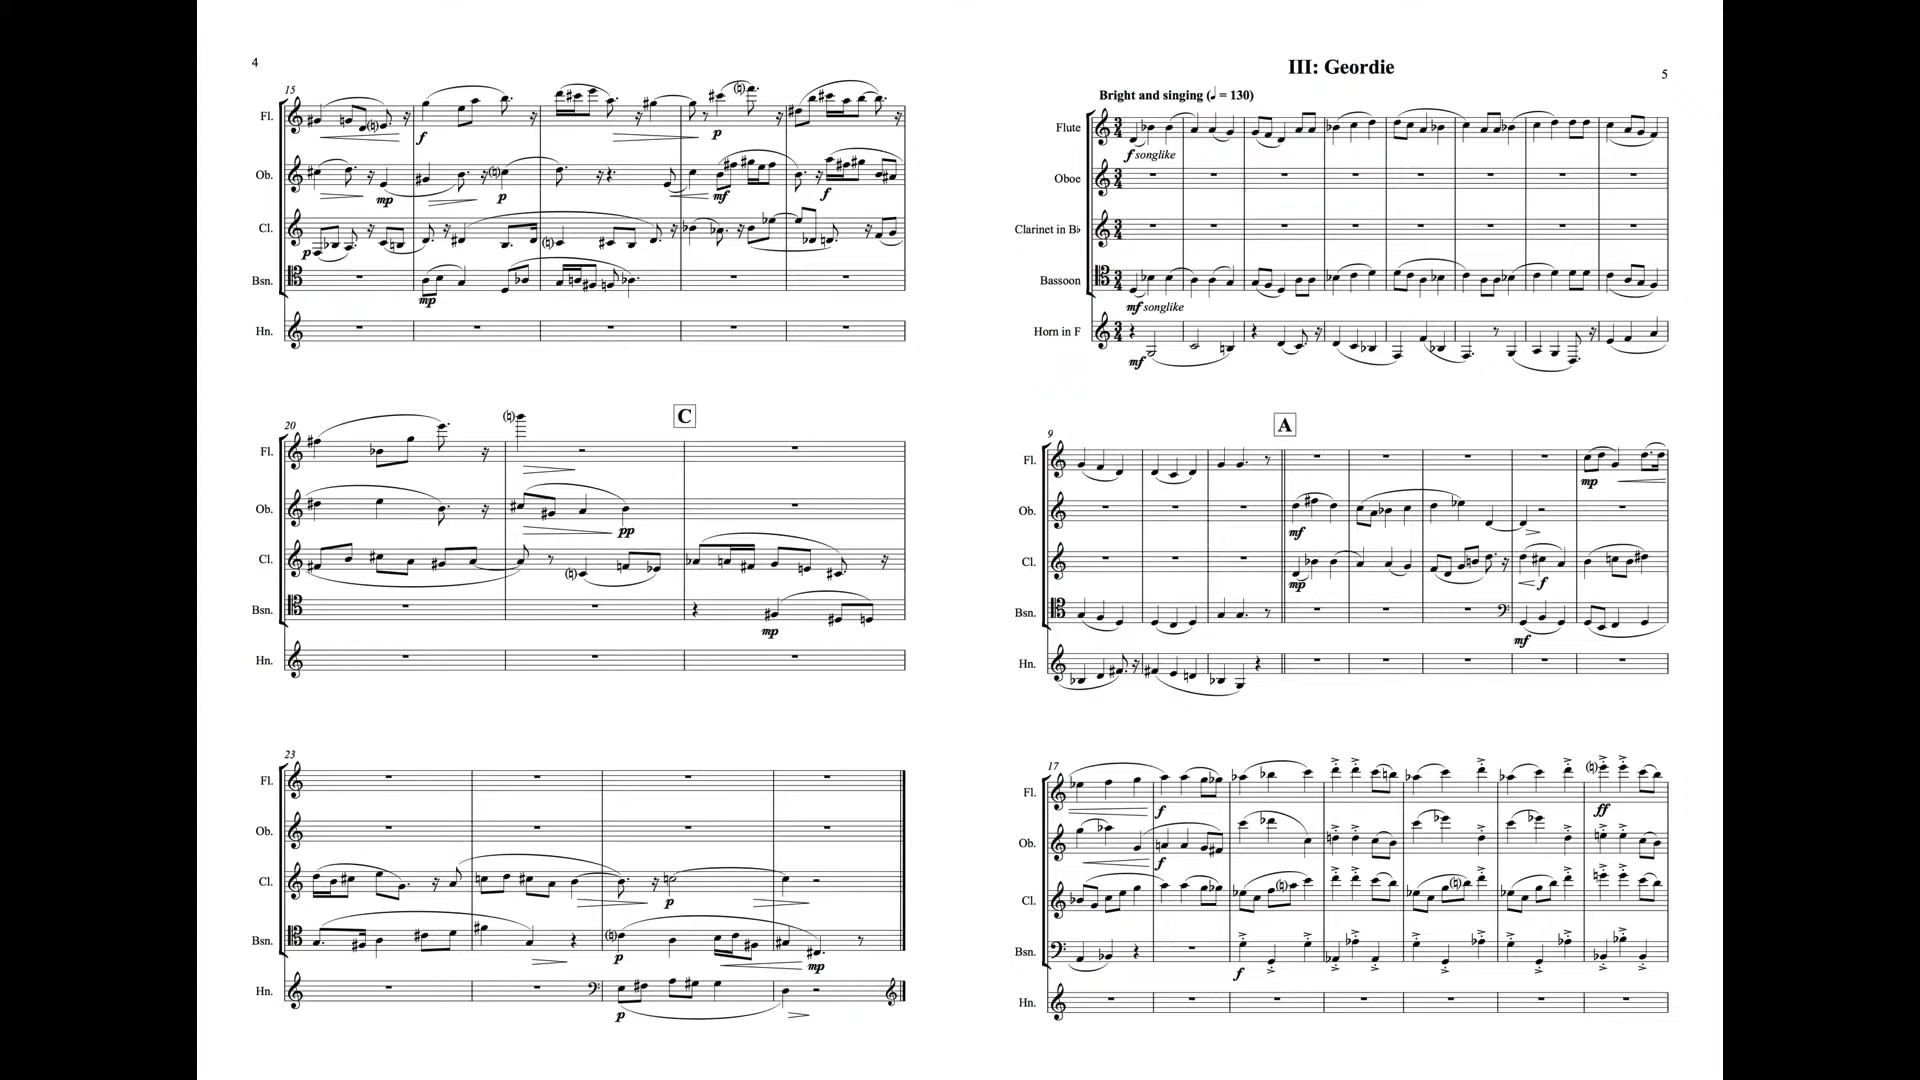 4
15
Fl.
f
p
Ob.
mp
p
mf
f
Cl.
p
Bsn.
mp
Hn.
20
C
Fl.
Ob.
pp
Cl.
Bsn.
mp
Hn.
23
Fl.
Ob.
Cl.
p
Bsn.
p
mp
Hn.
p
III: Geordie
5
Bright and singing (♩ = 130)
Flute
f songlike
Oboe
Clarinet in B♭
Bassoon
mf songlike
Horn in F
mf
9
A
Fl.
mp
Ob.
mf
Cl.
mp
f
Bsn.
mf
Hn.
17
Fl.
f
ff
Ob.
f
Cl.
Bsn.
f
Hn.